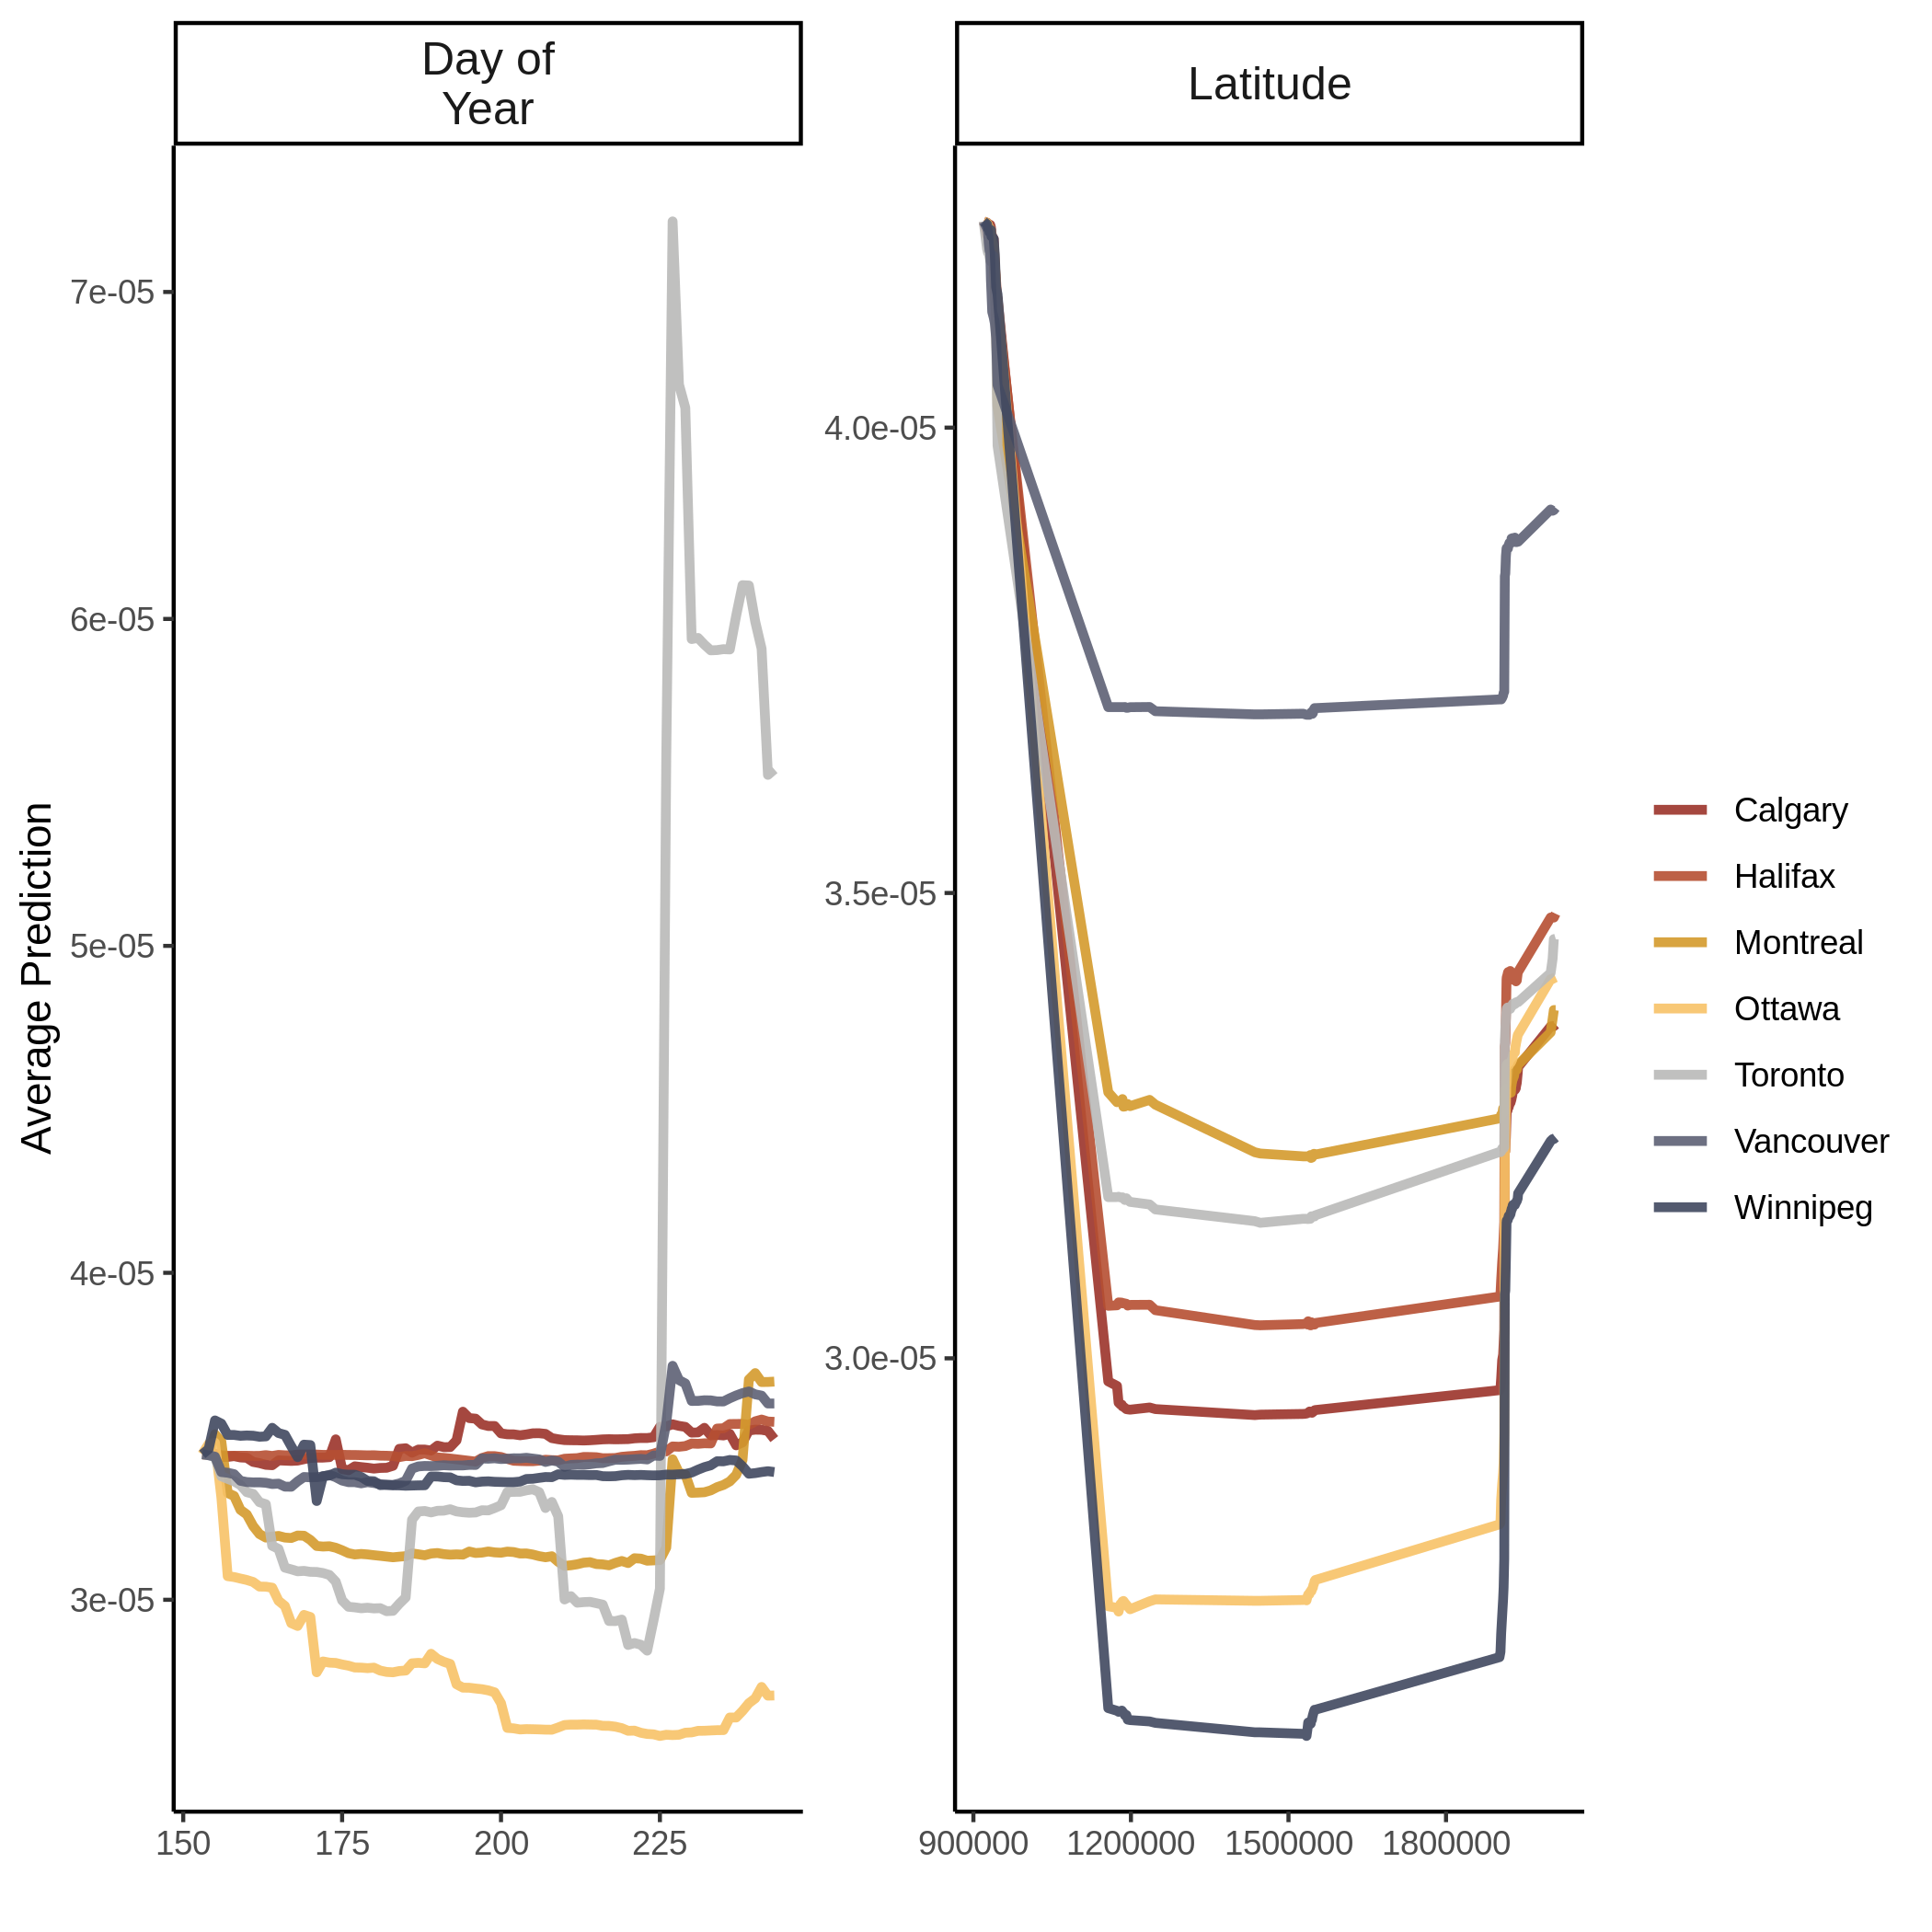 Day of
Year
Latitude
Average Prediction
7e-05
6e-05
5e-05
4e-05
3e-05
150
175
200
225
4.0e-05
3.5e-05
3.0e-05
900000
1200000
1500000
1800000
Calgary
Halifax
Montreal
Ottawa
Toronto
Vancouver
Winnipeg